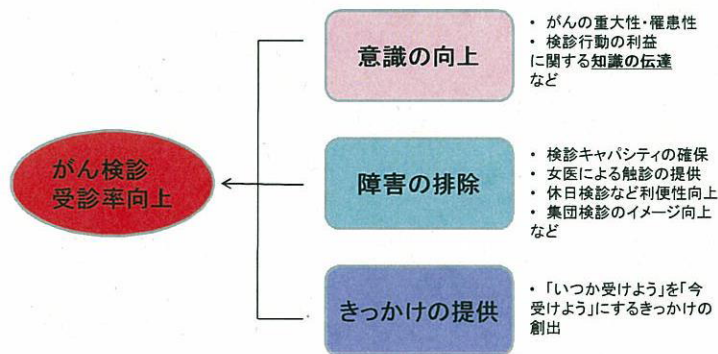 がん検診
受診率向上
意識の向上
・ がんの重大性・罹患性
・ 検診行動の利益
に関する知識の伝達
など
障害の排除
・ 検診キャパシティの確保
・ 女医による触診の提供
・ 休日検診など利便性向上
・ 集団検診のイメージ向上
など
きっかけの提供
・ 「いつか受けよう」を「今
受けよう」にするきっかけの
創出